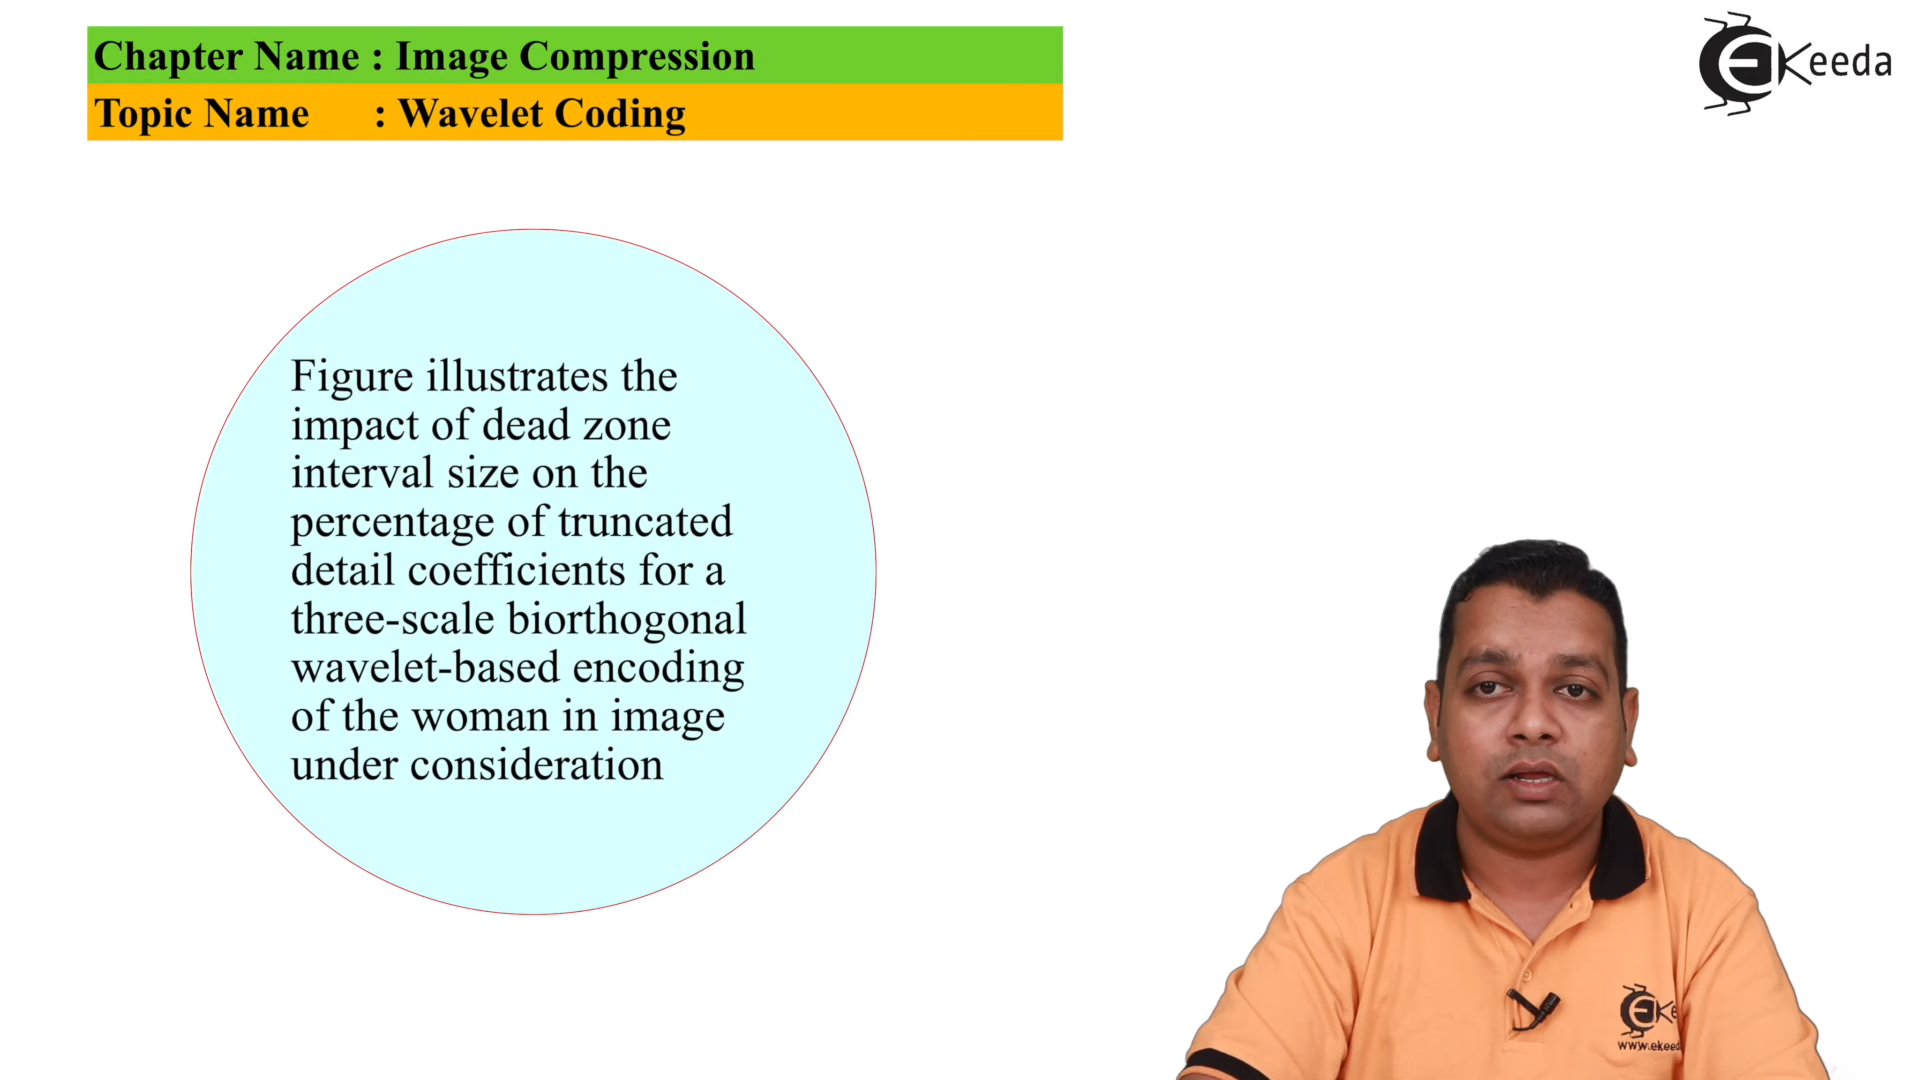 Chapter Name : Image Compression
EKeeda
Topic Name : Wavelet Coding
Figure illustrates the
impact of dead zone
interval size on the
percentage of truncated
detail coefficients for a
three-scale biorthogonal
wavelet-based encoding
of the woman in image
under consideration